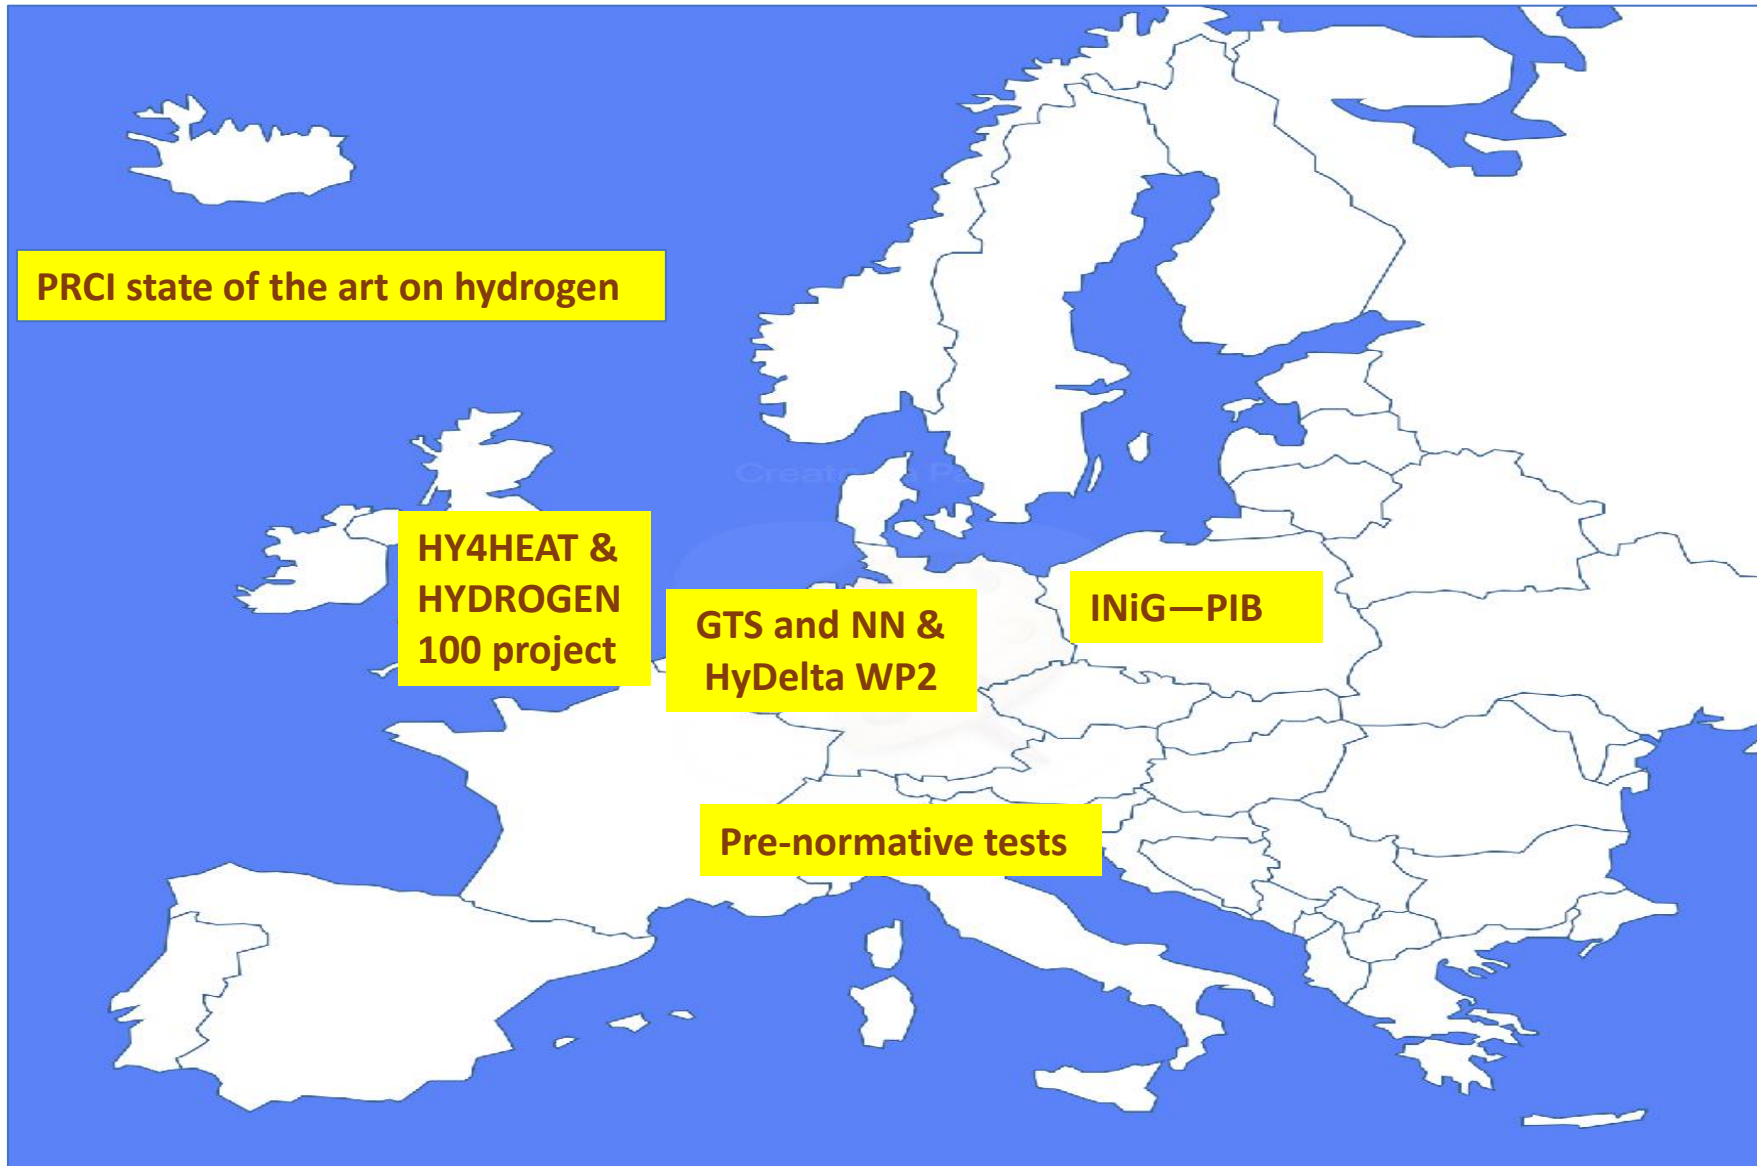 PRCI state of the art on hydrogen
HY4HEAT &
HYDROGEN
100 project
GTS and NN &
HyDelta WP2
INiG—PIB
Pre-normative tests